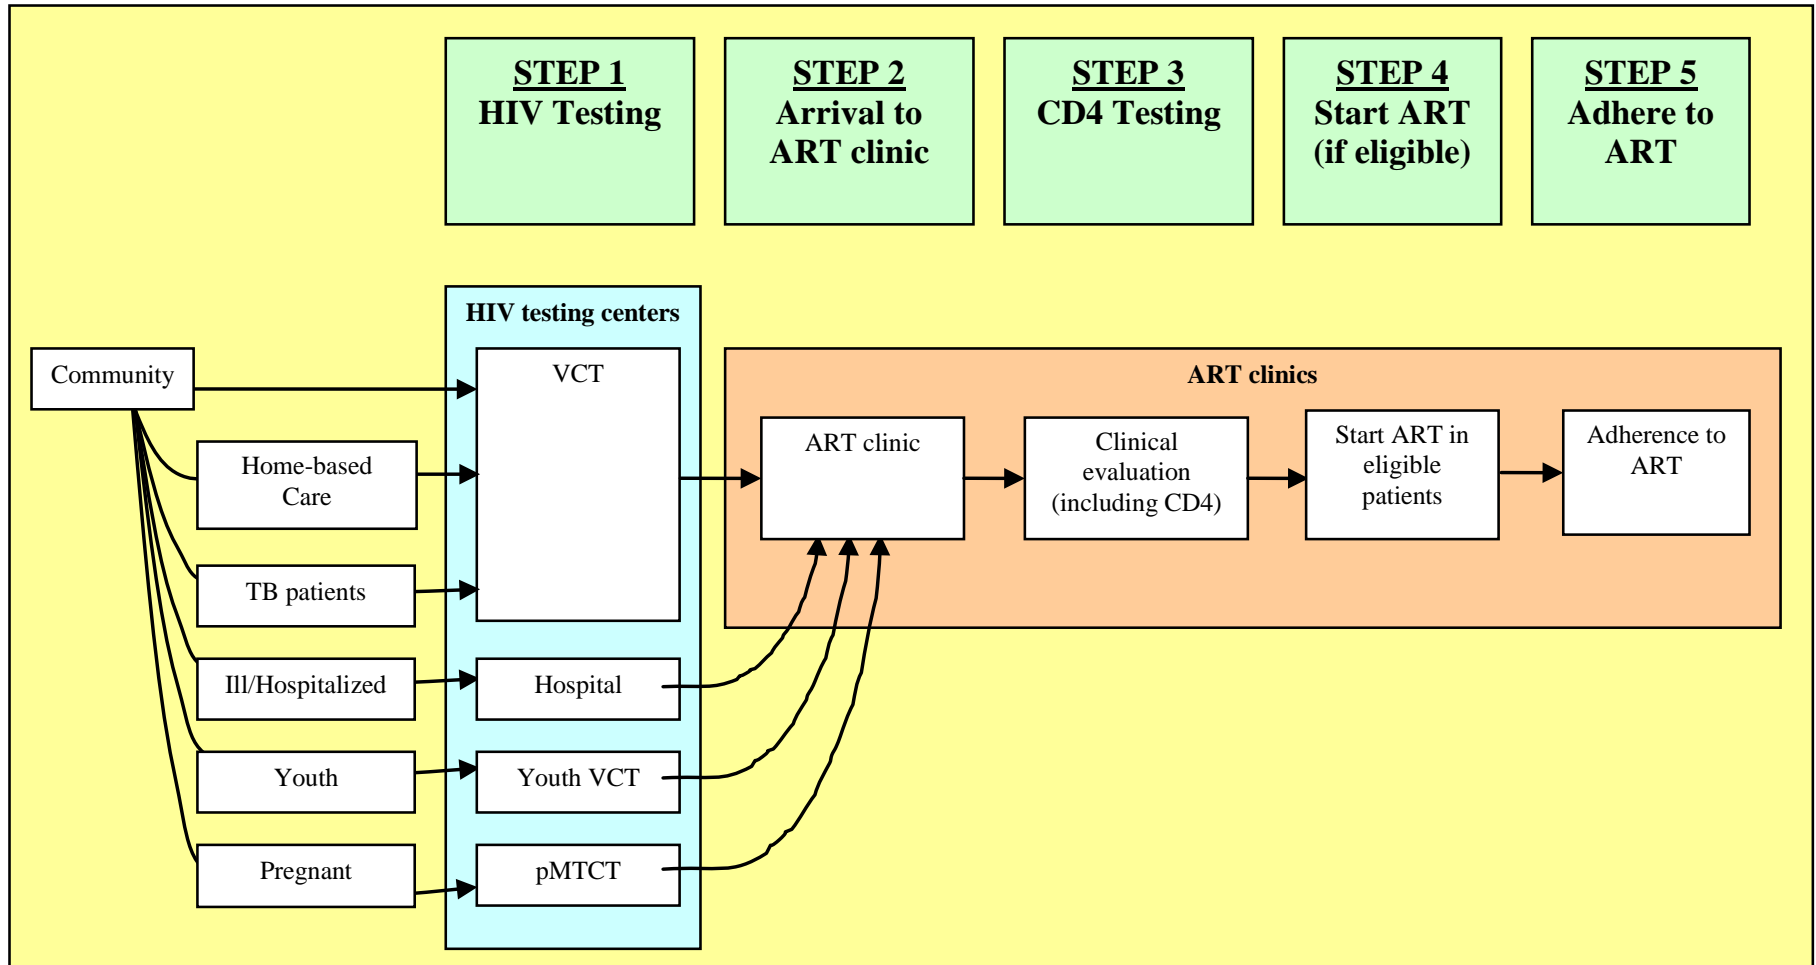 STEP 1
HIV Testing
STEP 2
Arrival to
ART clinic
STEP 3
CD4 Testing
STEP 4
Start ART
(if eligible)
STEP 5
Adhere to
ART
HIV testing centers
Community
VCT
ART clinics
Home-based
Care
ART clinic
Clinical
evaluation
(including CD4)
Start ART in
eligible
patients
Adherence to
ART
TB patients
Ill/Hospitalized
Hospital
Youth
Youth VCT
Pregnant
pMTCT